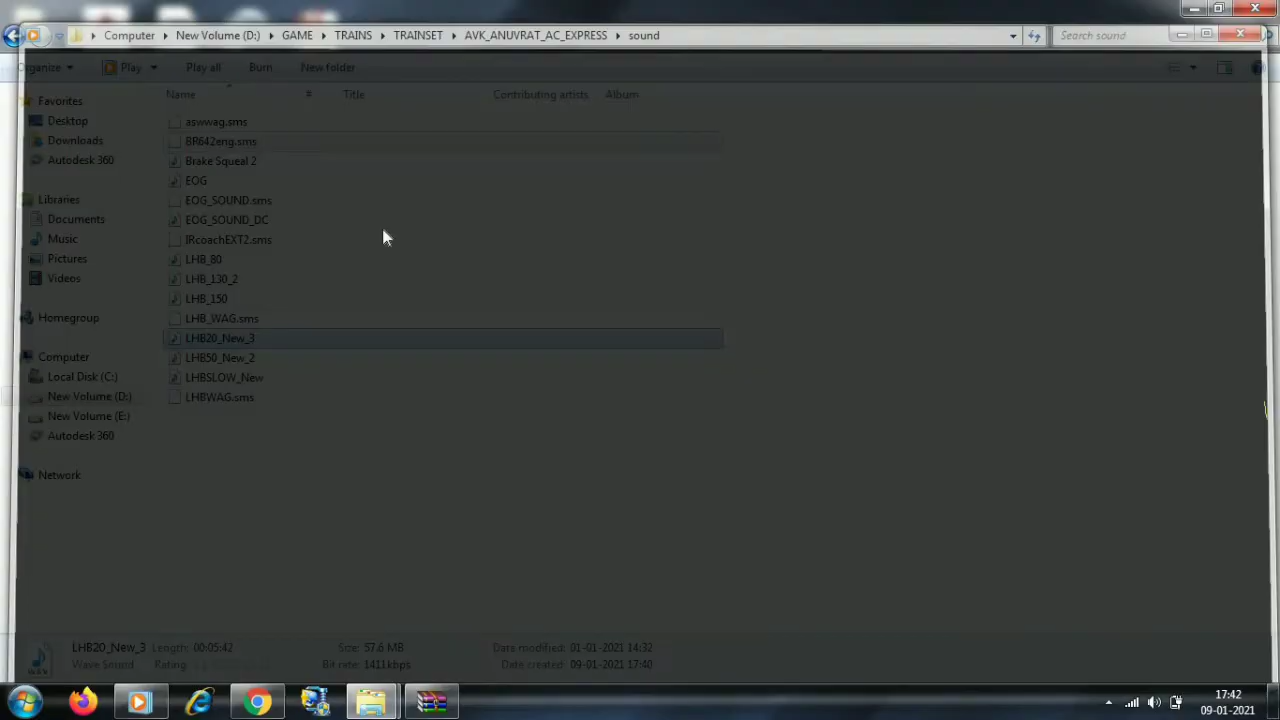 Computer New Volume (D:) GAME TRAINS TRAINSET AVK_ANUVRAT_AC_EXPRESS sound Search sound
Organize Play Play all Burn New folder
Name # Title Contributing artists Album
Favorites
Desktop
Downloads
Autodesk 360
Libraries
Documents
Music
Pictures
Videos
Homegroup
Computer
Local Disk (C:)
New Volume (D:)
New Volume (E:)
Autodesk 360
Network
aswwag.sms
BR642eng.sms
Brake Squeal 2
EOG
EOG_SOUND.sms
EOG_SOUND_DC
IRcoachEXT2.sms
LHB_80
LHB_130_2
LHB_150
LHB_WAG.sms
LHB20_New_3
LHB50_New_2
LHBSLOW_New
LHBWAG.sms
LHB20_New_3 Length: 00:05:42 Size: 57.6 MB Data modified: 01-01-2021 14:32
Wave Sound Rating: Bit rate: 1411kbps Date created: 09-01-2021 17:40
17:42
09-01-2021